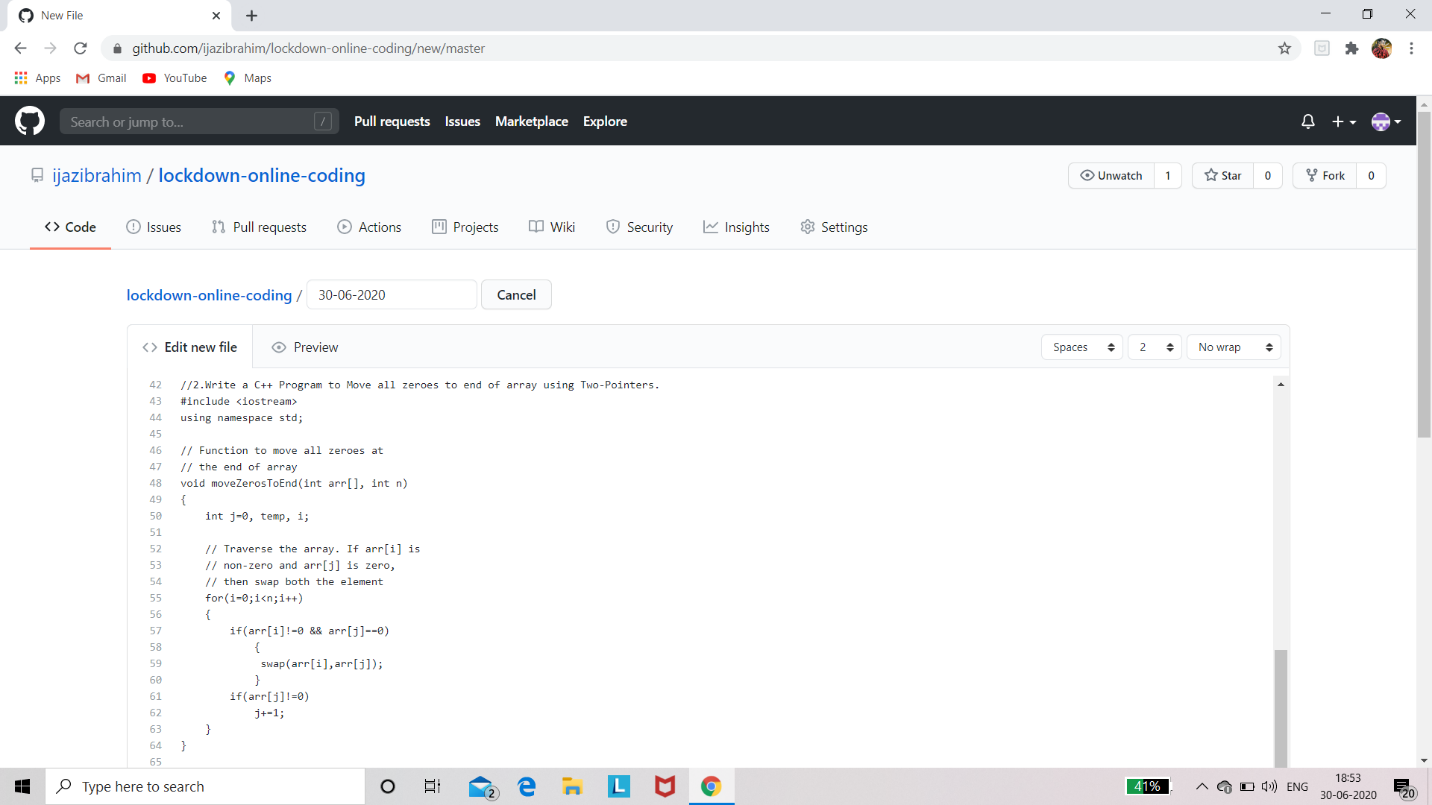 New File
github.com/ijazibrahim/lockdown-online-coding/new/master
Apps Gmail YouTube Maps
Search or jump to... / Pull requests Issues Marketplace Explore
ijazibrahim / lockdown-online-coding Unwatch 1 Star 0 Fork 0
Code Issues Pull requests Actions Projects Wiki Security Insights Settings
lockdown-online-coding / 30-06-2020 Cancel
<> Edit new file Preview Spaces 2 No wrap
42 //2.Write a C++ Program to Move all zeroes to end of array using Two-Pointers.
43 #include <iostream>
44 using namespace std;
45
46 // Function to move all zeroes at
47 // the end of array
48 void moveZerosToEnd(int arr[], int n)
49 {
50 int j=0, temp, i;
51
52 // Traverse the array. If arr[i] is
53 // non-zero and arr[j] is zero,
54 // then swap both the element
55 for(i=0;i<n;i++)
56 {
57 if(arr[i]!=0 && arr[j]==0)
58 {
59 swap(arr[i],arr[j]);
60 }
61 if(arr[j]!=0)
62 j+=1;
63 }
64 }
65
Type here to search 2 L 41% ENG 18:53
30-06-2020 20